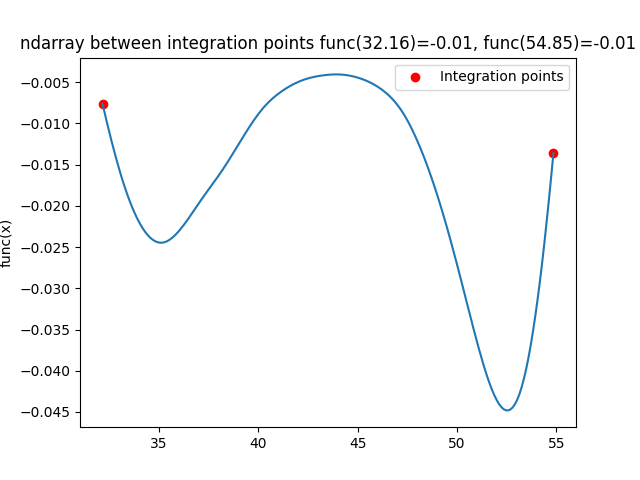 ndarray between integration points func(32.16)=-0.01, func(54.85)=-0.01
Integration points
−0.005
−0.010
−0.015
−0.020
−0.025
−0.030
−0.035
−0.040
−0.045
func(x)
35 40 45 50 55